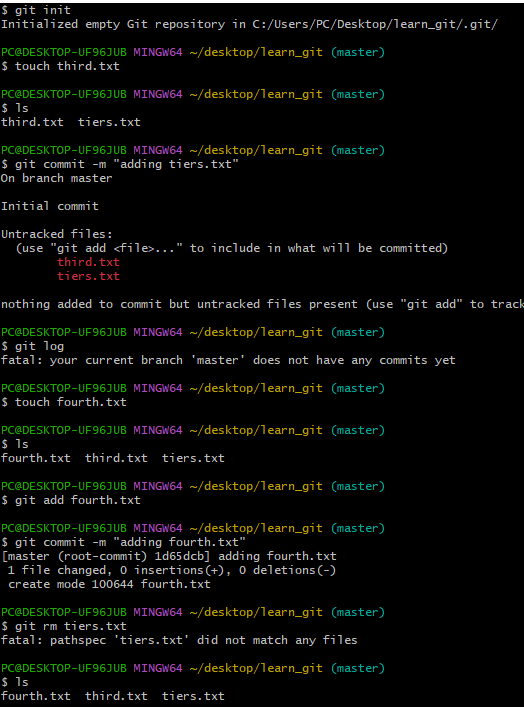 $ git init
Initialized empty Git repository in C:/Users/PC/Desktop/learn_git/.git/
PC@DESKTOP-UF96JUB MINGW64 ~/desktop/learn_git (master)
$ touch third.txt
PC@DESKTOP-UF96JUB MINGW64 ~/desktop/learn_git (master)
$ ls
third.txt  tiers.txt
PC@DESKTOP-UF96JUB MINGW64 ~/desktop/learn_git (master)
$ git commit -m "adding tiers.txt"
On branch master
Initial commit
Untracked files:
  (use "git add <file>..." to include in what will be committed)
        third.txt
        tiers.txt
nothing added to commit but untracked files present (use "git add" to track
PC@DESKTOP-UF96JUB MINGW64 ~/desktop/learn_git (master)
$ git log
fatal: your current branch 'master' does not have any commits yet
PC@DESKTOP-UF96JUB MINGW64 ~/desktop/learn_git (master)
$ touch fourth.txt
PC@DESKTOP-UF96JUB MINGW64 ~/desktop/learn_git (master)
$ ls
fourth.txt  third.txt  tiers.txt
PC@DESKTOP-UF96JUB MINGW64 ~/desktop/learn_git (master)
$ git add fourth.txt
PC@DESKTOP-UF96JUB MINGW64 ~/desktop/learn_git (master)
$ git commit -m "adding fourth.txt"
[master (root-commit) 1d65dcb] adding fourth.txt
 1 file changed, 0 insertions(+), 0 deletions(-)
 create mode 100644 fourth.txt
PC@DESKTOP-UF96JUB MINGW64 ~/desktop/learn_git (master)
$ git rm tiers.txt
fatal: pathspec 'tiers.txt' did not match any files
PC@DESKTOP-UF96JUB MINGW64 ~/desktop/learn_git (master)
$ ls
fourth.txt  third.txt  tiers.txt